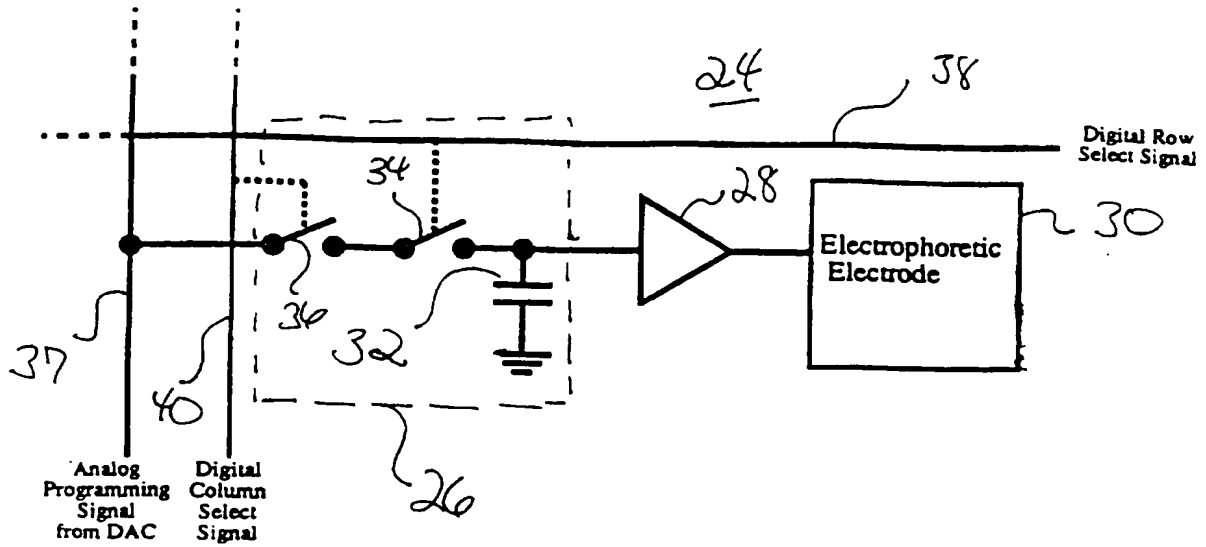 24
38
Digital Row
Select Signal
34
28
30
Electrophoretic
Electrode
36
32
37
40
26
Analog
Programming
Signal
from DAC
Digital
Column
Select
Signal